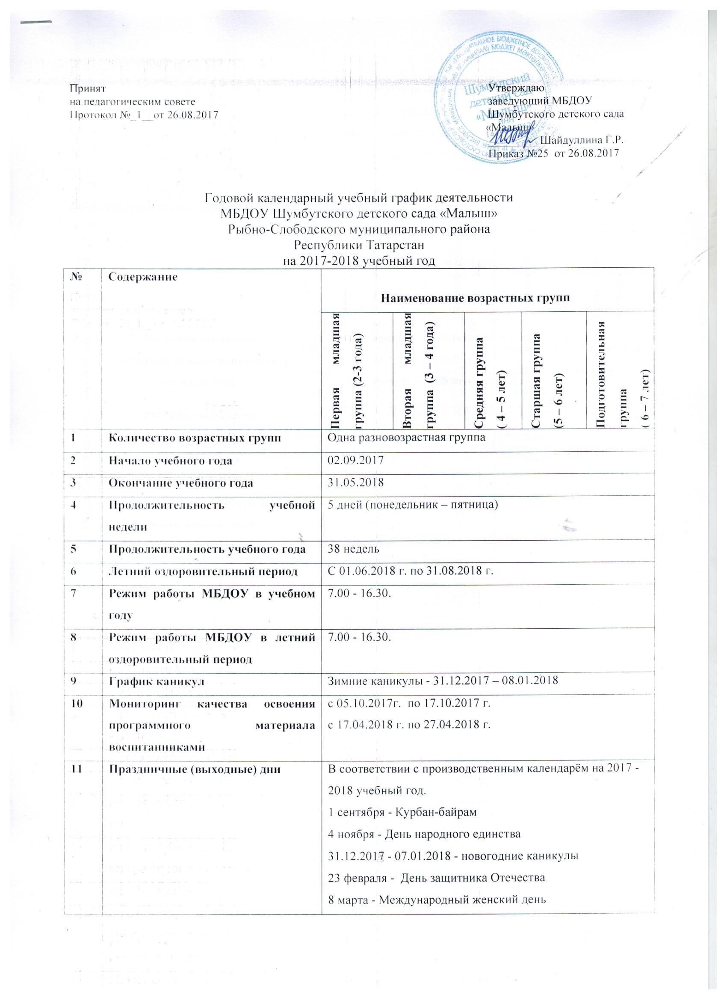 Принят
на педагогическим совете
Протокол №_1__от 26.08.2017
Утверждаю
заведующий МБДОУ
Шумбутского детского сада
«Малыш»
_________Шайдуллина Г.Р.
Приказ №25 от 26.08.2017
Шумбутский
детский сад
«Малыш»
ИНН
Годовой календарный учебный график деятельности
МБДОУ Шумбутского детского сада «Малыш»
Рыбно-Слободского муниципального района
Республики Татарстан
на 2017-2018 учебный год
№ Содержание
Наименование возрастных групп
Первая младшая
группа (2-3 года)
Вторая младшая
группа (3 – 4 года)
Средняя группа
( 4 – 5 лет)
Старшая группа
(5 – 6 лет)
Подготовительная
группа
( 6 – 7 лет)
1 Количество возрастных групп Одна разновозрастная группа
2 Начало учебного года 02.09.2017
3 Окончание учебного года 31.05.2018
4 Продолжительность учебной 5 дней (понедельник – пятница)
недели
5 Продолжительность учебного года 38 недель
6 Летний оздоровительный период С 01.06.2018 г. по 31.08.2018 г.
7 Режим работы МБДОУ в учебном 7.00 - 16.30.
году
8 Режим работы МБДОУ в летний 7.00 - 16.30.
оздоровительный период
9 График каникул Зимние каникулы - 31.12.2017 – 08.01.2018
10 Мониторинг качества освоения с 05.10.2017г. по 17.10.2017 г.
программного материала с 17.04.2018 г. по 27.04.2018 г.
воспитанниками
11 Праздничные (выходные) дни В соответствии с производственным календарём на 2017 -
2018 учебный год.
1 сентября - Курбан-байрам
4 ноября - День народного единства
31.12.2017 - 07.01.2018 - новогодние каникулы
23 февраля - День защитника Отечества
8 марта - Международный женский день